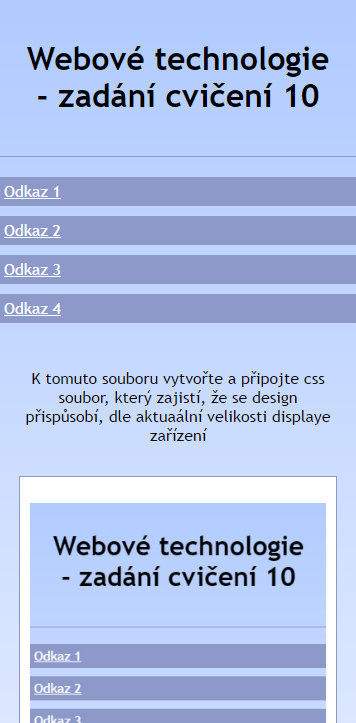 Webové technologie
- zadání cvičení 10
Odkaz 1
Odkaz 2
Odkaz 3
Odkaz 4
K tomuto souboru vytvořte a připojte css
soubor, který zajistí, že se design
přispůsobí, dle aktuaální velikosti displaye
zařízení
Webové technologie
- zadání cvičení 10
Odkaz 1
Odkaz 2
Odkaz 3